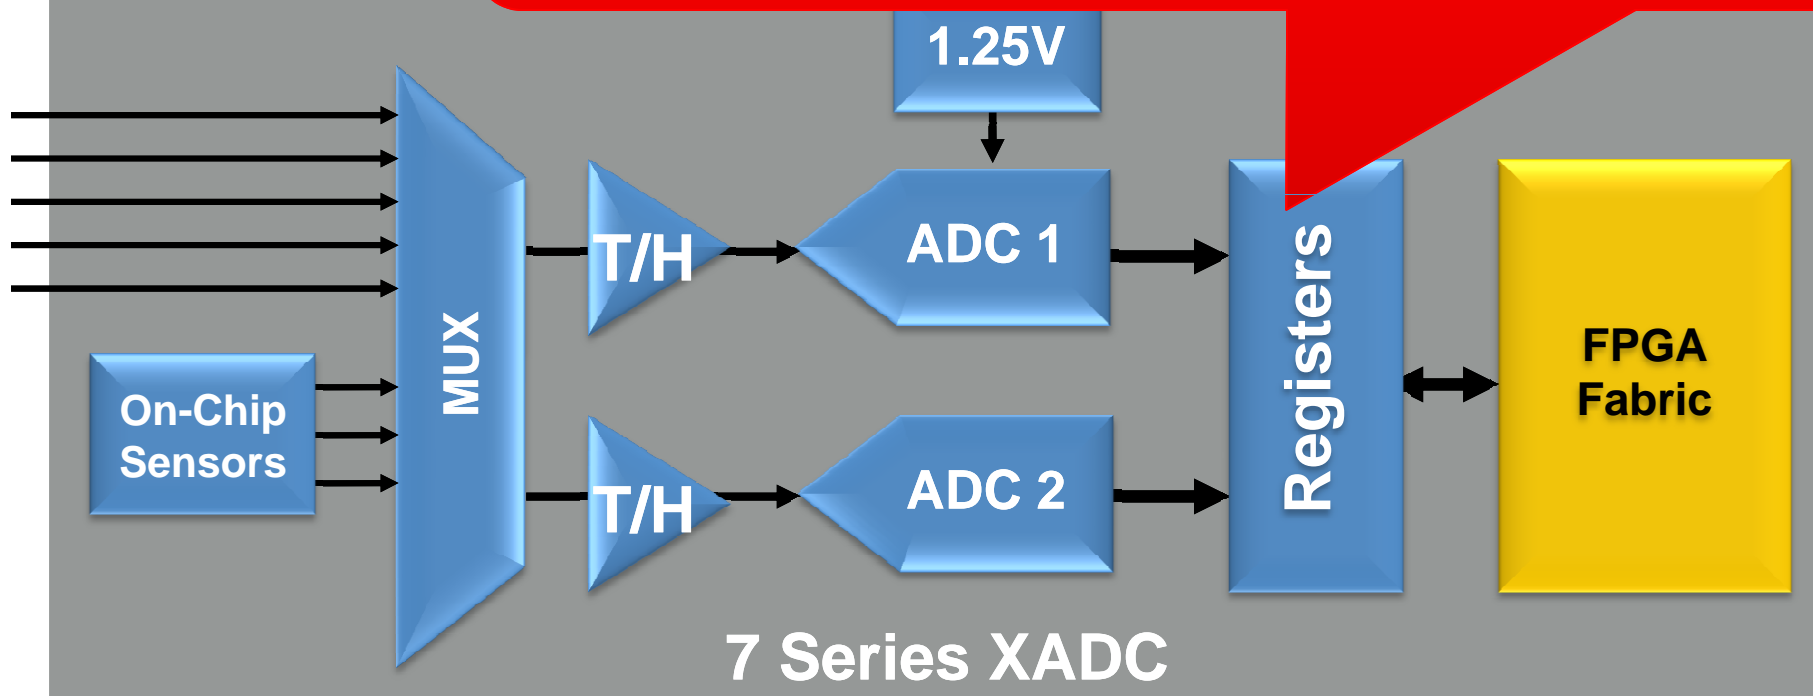 1.25V
T/H
ADC 1
MUX
On-Chip
Sensors
T/H
ADC 2
Registers
FPGA
Fabric
7 Series XADC